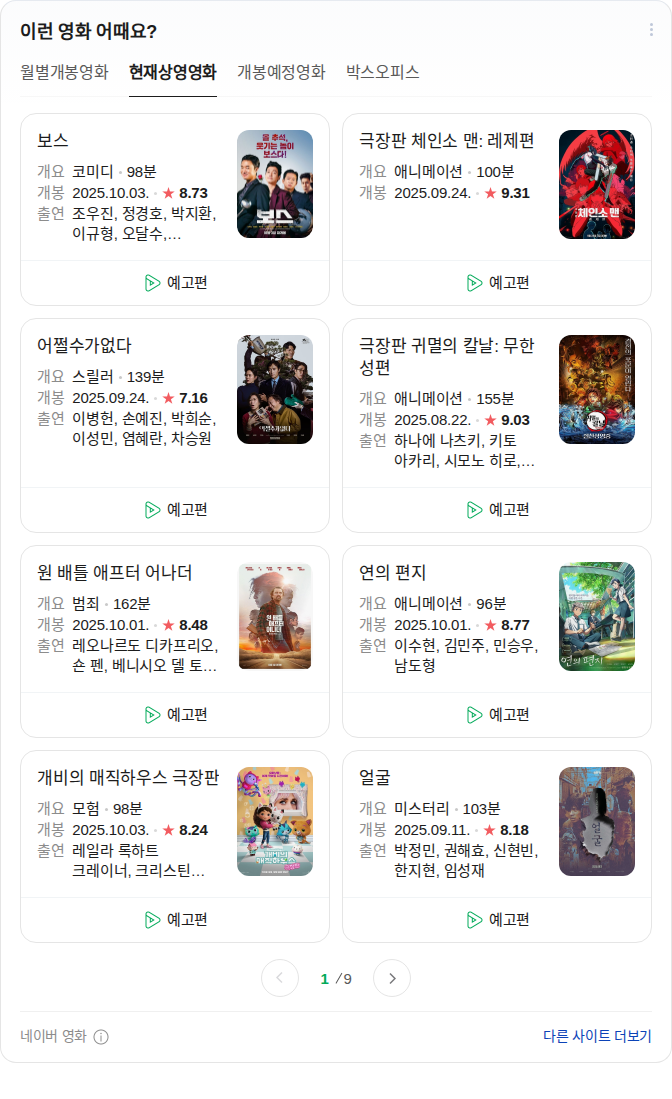 이런 영화 어때요?
월별개봉영화 현재상영영화 개봉예정영화 박스오피스
보스
개요 코미디 · 98분
개봉 2025.10.03. · ★ 8.73
출연 조우진, 정경호, 박지환,
이규형, 오달수,...
올 추석,
웃기는 놈이
보스다!
보스
예고편
극장판 체인소 맨: 레제편
개요 애니메이션 · 100분
개봉 2025.09.24. · ★ 9.31
체인소 맨
예고편
어쩔수가없다
개요 스릴러 · 139분
개봉 2025.09.24. · ★ 7.16
출연 이병헌, 손예진, 박희순,
이성민, 염혜란, 차승원
어쩔수가없다
예고편
극장판 귀멸의 칼날: 무한
성편
개요 애니메이션 · 155분
개봉 2025.08.22. · ★ 9.03
출연 하나에 나츠키, 키토
아카리, 시모노 히로,...
예고편
원 배틀 애프터 어나더
개요 범죄 · 162분
개봉 2025.10.01. · ★ 8.48
출연 레오나르도 디카프리오,
숀 펜, 베니시오 델 토...
원 배틀
애프터
어나더
예고편
연의 편지
개요 애니메이션 · 96분
개봉 2025.10.01. · ★ 8.77
출연 이수현, 김민주, 민승우,
남도형
연의 편지
예고편
개비의 매직하우스 극장판
개요 모험 · 98분
개봉 2025.10.03. · ★ 8.24
출연 레일라 록하트
크레이너, 크리스틴...
개비의
매직하우스
예고편
얼굴
개요 미스터리 · 103분
개봉 2025.09.11. · ★ 8.18
출연 박정민, 권해효, 신현빈,
한지현, 임성재
얼굴
예고편
1 / 9
네이버 영화
다른 사이트 더보기